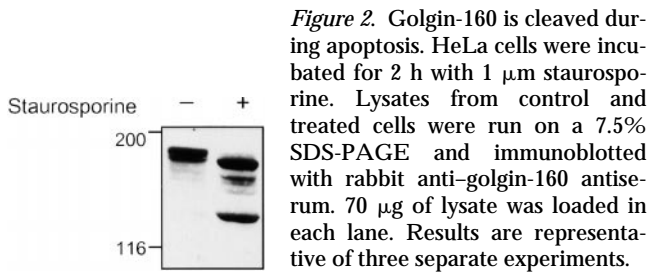 Figure 2. Golgin-160 is cleaved dur-
ing apoptosis. HeLa cells were incu-
bated for 2 h with 1 μm staurospo-
rine. Lysates from control and
treated cells were run on a 7.5%
SDS-PAGE and immunoblotted
with rabbit anti–golgin-160 antise-
rum. 70 μg of lysate was loaded in
each lane. Results are representa-
tive of three separate experiments.
Staurosporine − +
200
116